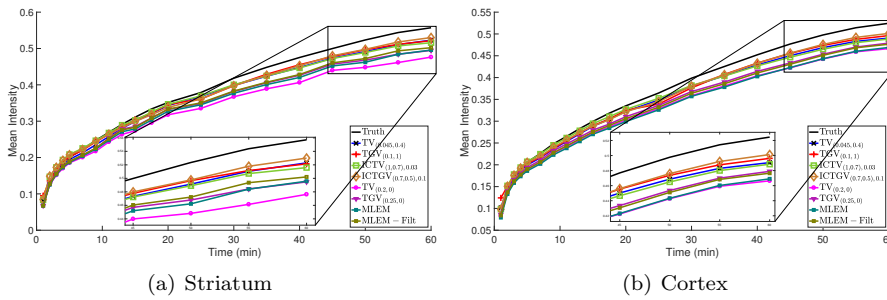 0.6
0.5
0.4
0.3
0.2
0.1
0
Mean Intensity
0 10 20 30 40 50 60
Time (min)
Truth
TV(0.045,0.4)
TGV(0.1,1)
ICTV(1,0.7),0.03
ICTGV(0.7,0.5),0.1
TV(0.2,0)
TGV(0.25,0)
MLEM
MLEM − Filt
(a) Striatum
0.55
0.5
0.45
0.4
0.35
0.3
0.25
0.2
0.15
0.1
0.05
Mean Intensity
0 10 20 30 40 50 60
Time (min)
Truth
TV(0.045,0.4)
TGV(0.1,1)
ICTV(1,0.7),0.03
ICTGV(0.7,0.5),0.1
TV(0.2,0)
TGV(0.25,0)
MLEM
MLEM − Filt
(b) Cortex